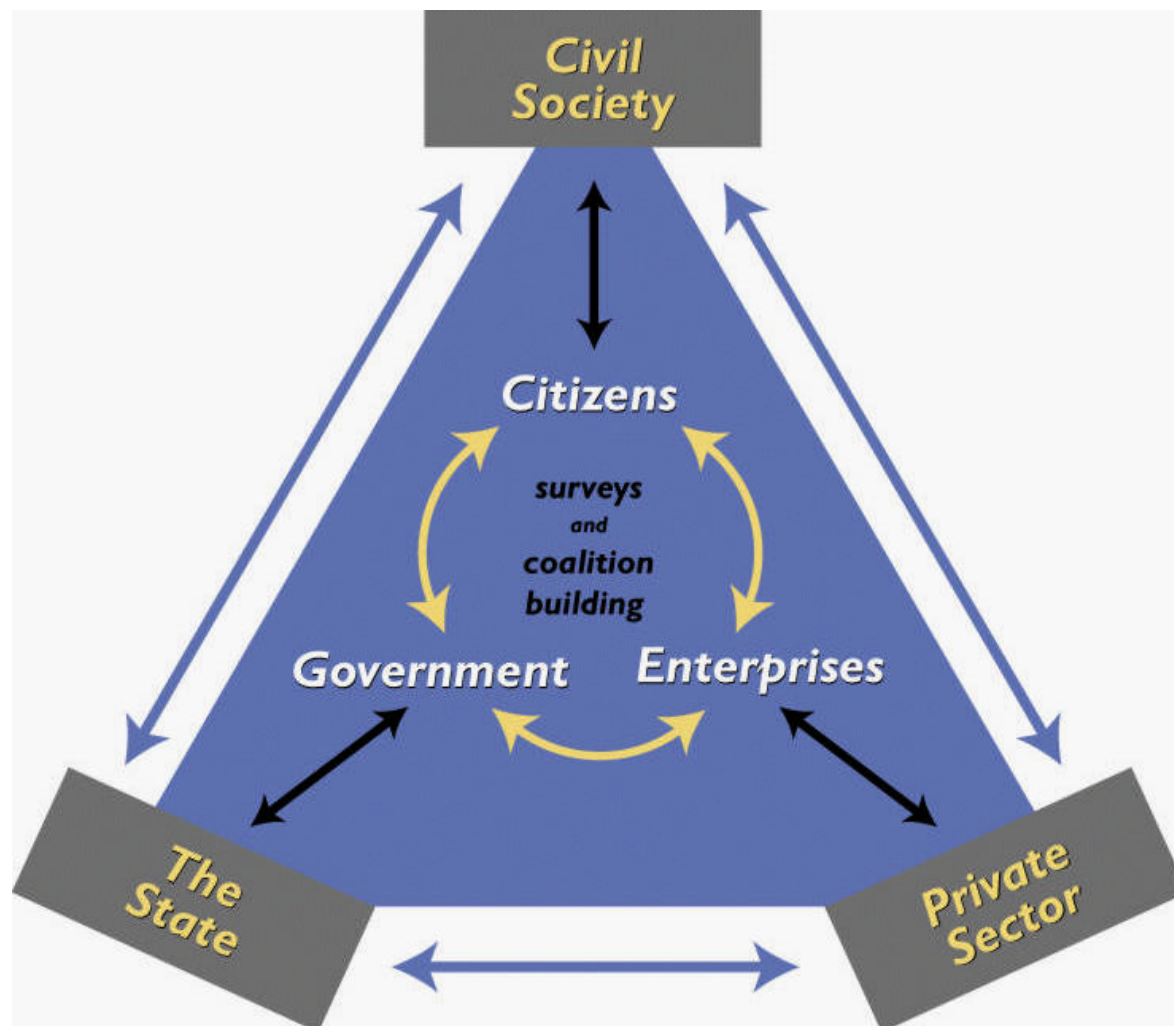 Civil
Society
Citizens
surveys
and
coalition
building
Government
Enterprises
The
State
Private
Sector